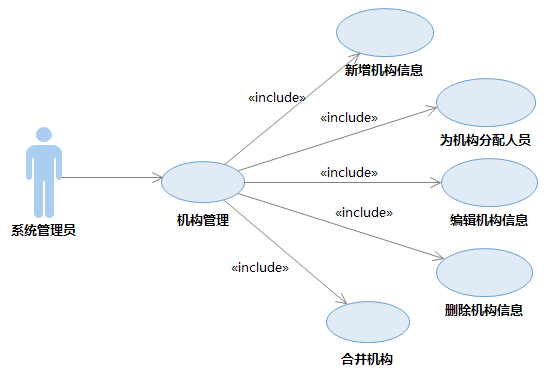 新增机构信息
«include»
«include»
为机构分配人员
«include»
系统管理员
机构管理
«include»
编辑机构信息
«include»
删除机构信息
合并机构